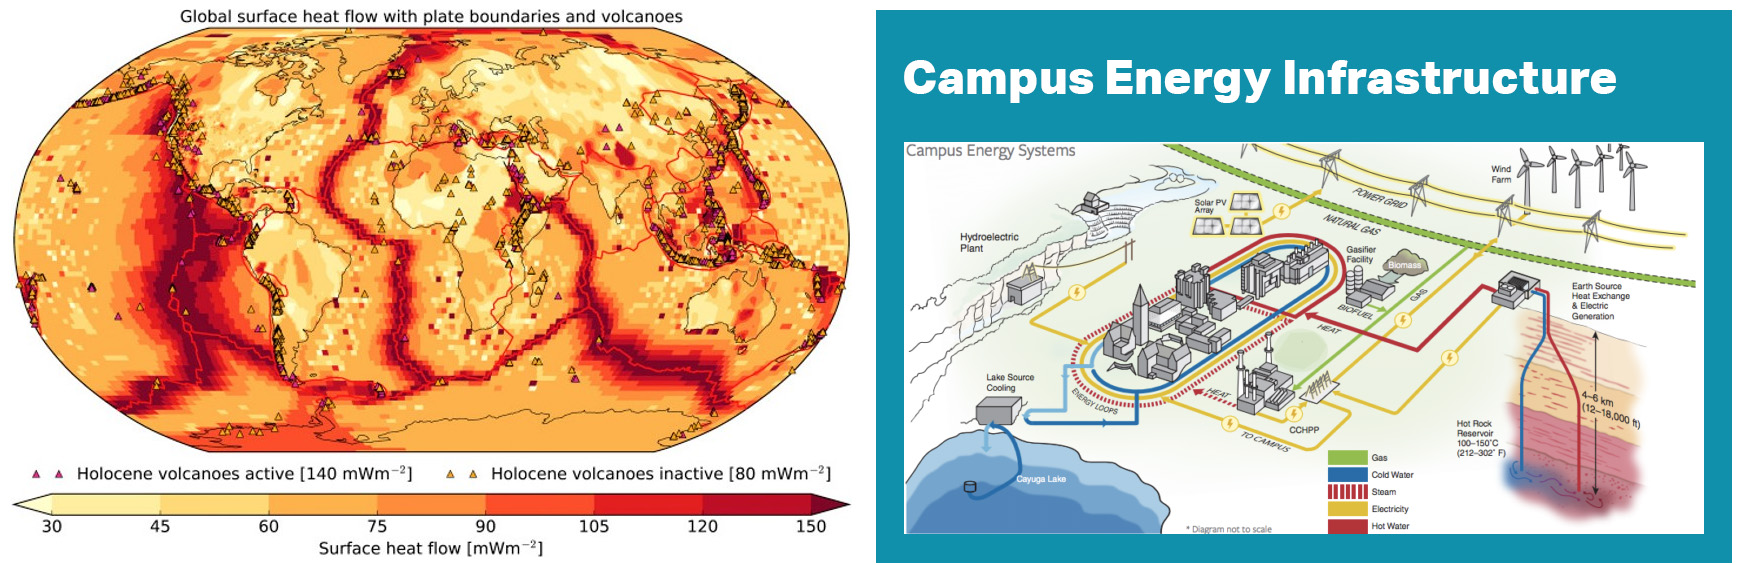 Global surface heat flow with plate boundaries and volcanoes
Holocene volcanoes active [140 mWm⁻²]
Holocene volcanoes inactive [80 mWm⁻²]
30 45 60 75 90 105 120 150
Surface heat flow [mWm⁻²]
Campus Energy Infrastructure
Campus Energy Systems
Wind
Farm
POWER GRID
NATURAL GAS
Solar PV
Array
Hydroelectric
Plant
Gasifier
Facility
Biomass
GAS
BIOFUEL
HEAT
Earth Source
Heat Exchange
& Electric
Generation
Lake Source
Cooling
ENERGY LOOPS
HEAT
CCHPP
TO CAMPUS
4–6 km
(12–18,000 ft)
Hot Rock
Reservoir
100–150°C
(212–302° F)
Cayuga Lake
Gas
Cold Water
Steam
Electricity
Hot Water
* Diagram not to scale